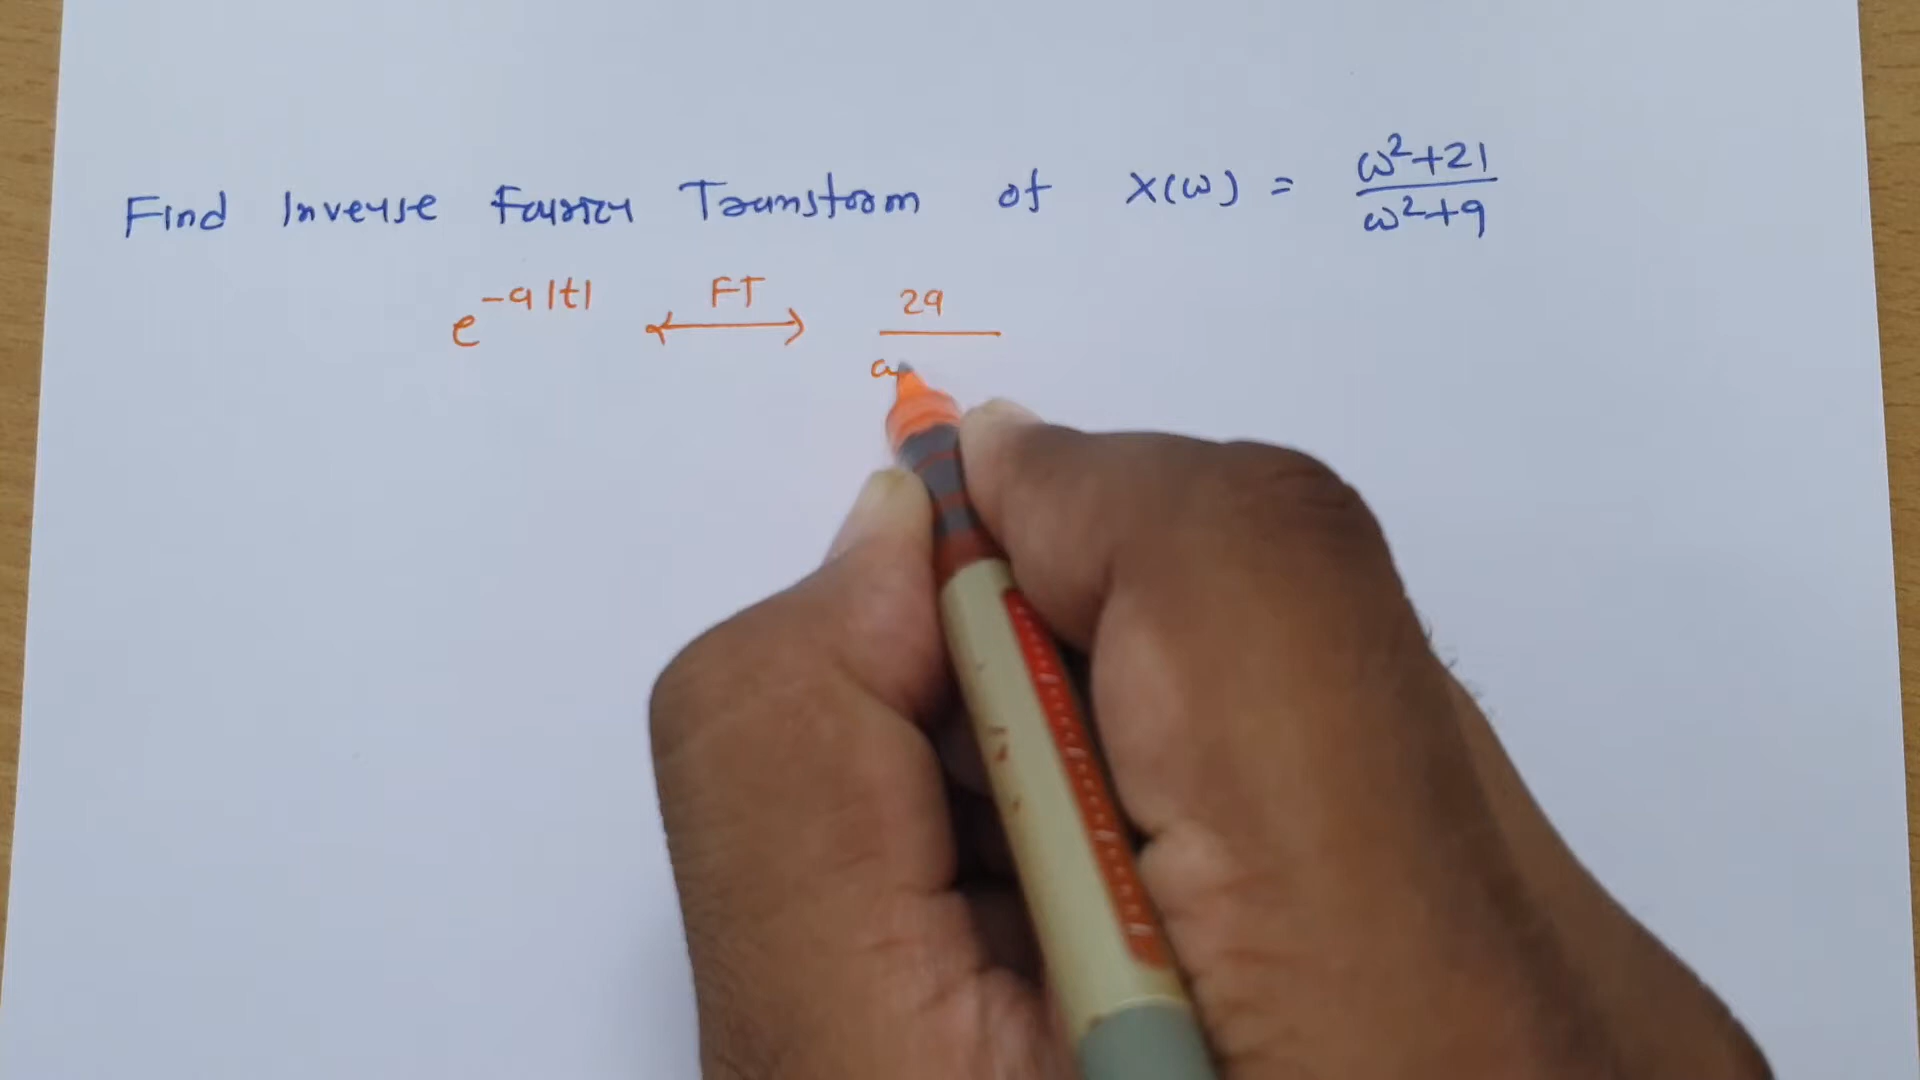 Find Inverse Fourier Transform of X(ω) = ω²+21 / ω²+9
e^-a|t| ←FT→ 2a / a